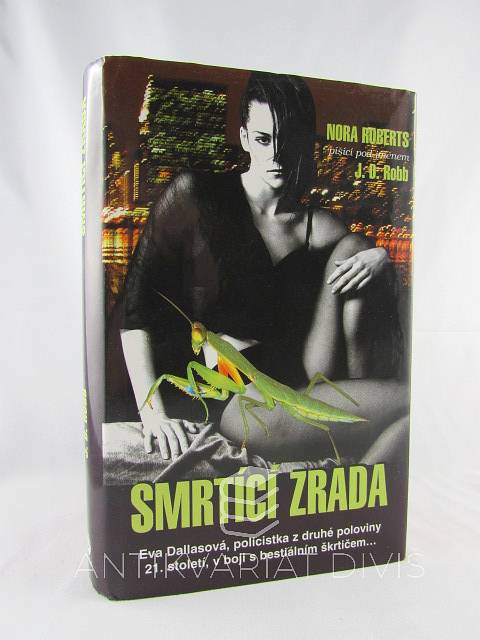 NORA ROBERTS
píšící pod jménem
J. D. Robb
SMRTÍCÍ ZRADA
Eva Dallasová, policistka z druhé poloviny
21. století, v boji s bestiálním škrtičem...
ANTIKVARIÁT DIVIŠ